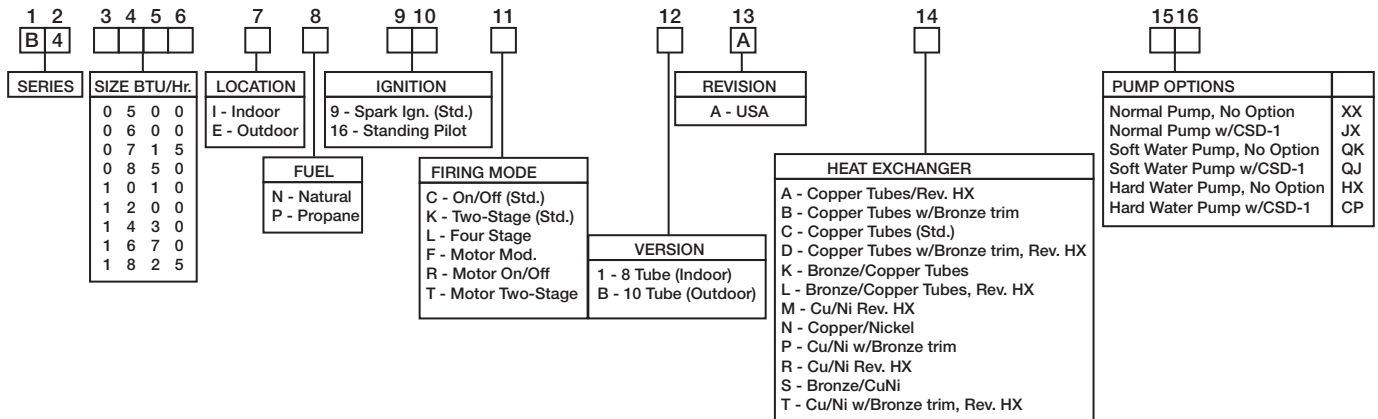 1 2 3 4 5 6 7 8 9 10 11 12 13 14 15 16
B 4 A
SERIES
SIZE BTU/Hr.
0 5 0 0
0 6 0 0
0 7 1 5
0 8 5 0
1 0 1 0
1 2 0 0
1 4 3 0
1 6 7 0
1 8 2 5
LOCATION
I - Indoor
E - Outdoor
FUEL
N - Natural
P - Propane
IGNITION
9 - Spark Ign. (Std.)
16 - Standing Pilot
FIRING MODE
C - On/Off (Std.)
K - Two-Stage (Std.)
L - Four Stage
F - Motor Mod.
R - Motor On/Off
T - Motor Two-Stage
VERSION
1 - 8 Tube (Indoor)
B - 10 Tube (Outdoor)
REVISION
A - USA
HEAT EXCHANGER
A - Copper Tubes/Rev. HX
B - Copper Tubes w/Bronze trim
C - Copper Tubes (Std.)
D - Copper Tubes w/Bronze trim, Rev. HX
K - Bronze/Copper Tubes
L - Bronze/Copper Tubes, Rev. HX
M - Cu/Ni Rev. HX
N - Copper/Nickel
P - Cu/Ni w/Bronze trim
R - Cu/Ni Rev. HX
S - Bronze/CuNi
T - Cu/Ni w/Bronze trim, Rev. HX
PUMP OPTIONS
Normal Pump, No Option XX
Normal Pump w/CSD-1 JX
Soft Water Pump, No Option QK
Soft Water Pump w/CSD-1 QJ
Hard Water Pump, No Option HX
Hard Water Pump w/CSD-1 CP